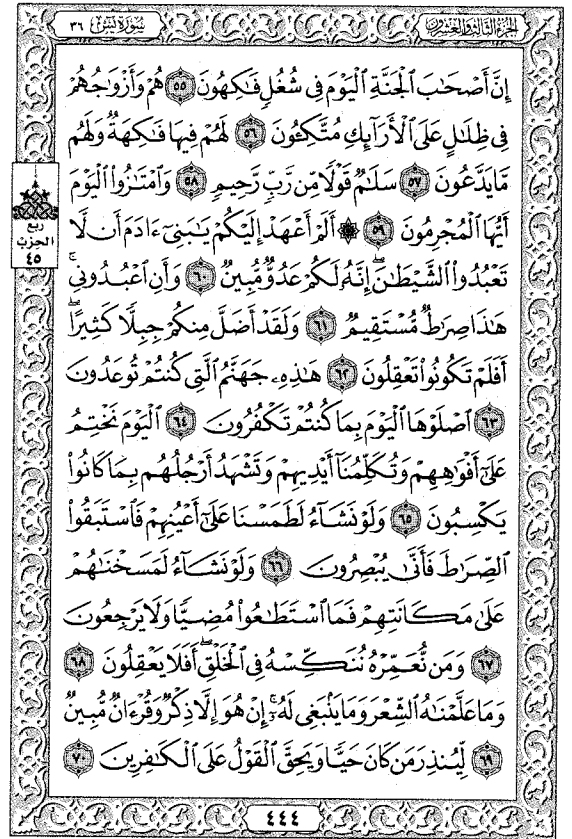 سُورَةُ يسٓ ٣٦
الجزء الثالث والعشرون
إِنَّ أَصْحَٰبَ ٱلْجَنَّةِ ٱلْيَوْمَ فِى شُغُلٍ فَٰكِهُونَ ٥٥ هُمْ وَأَزْوَٰجُهُمْ
فِى ظِلَٰلٍ عَلَى ٱلْأَرَآئِكِ مُتَّكِـُٔونَ ٥٦ لَهُمْ فِيهَا فَٰكِهَةٌ وَلَهُم
مَّا يَدَّعُونَ ٥٧ سَلَٰمٌ قَوْلًا مِّن رَّبٍّ رَّحِيمٍ ٥٨ وَٱمْتَٰزُوا۟ ٱلْيَوْمَ
أَيُّهَا ٱلْمُجْرِمُونَ ٥٩ ۞ أَلَمْ أَعْهَدْ إِلَيْكُمْ يَٰبَنِىٓ ءَادَمَ أَن لَّا
تَعْبُدُوا۟ ٱلشَّيْطَٰنَ ۖ إِنَّهُۥ لَكُمْ عَدُوٌّ مُّبِينٌ ٦٠ وَأَنِ ٱعْبُدُونِى ۚ
هَٰذَا صِرَٰطٌ مُّسْتَقِيمٌ ٦١ وَلَقَدْ أَضَلَّ مِنكُمْ جِبِلًّا كَثِيرًا ۖ
أَفَلَمْ تَكُونُوا۟ تَعْقِلُونَ ٦٢ هَٰذِهِۦ جَهَنَّمُ ٱلَّتِى كُنتُمْ تُوعَدُونَ
٦٣ ٱصْلَوْهَا ٱلْيَوْمَ بِمَا كُنتُمْ تَكْفُرُونَ ٦٤ ٱلْيَوْمَ نَخْتِمُ
عَلَىٰٓ أَفْوَٰهِهِمْ وَتُكَلِّمُنَآ أَيْدِيهِمْ وَتَشْهَدُ أَرْجُلُهُم بِمَا كَانُوا۟
يَكْسِبُونَ ٦٥ وَلَوْ نَشَآءُ لَطَمَسْنَا عَلَىٰٓ أَعْيُنِهِمْ فَٱسْتَبَقُوا۟
ٱلصِّرَٰطَ فَأَنَّىٰ يُبْصِرُونَ ٦٦ وَلَوْ نَشَآءُ لَمَسَخْنَٰهُمْ
عَلَىٰ مَكَانَتِهِمْ فَمَا ٱسْتَطَٰعُوا۟ مُضِيًّا وَلَا يَرْجِعُونَ
٦٧ وَمَن نُّعَمِّرْهُ نُنَكِّسْهُ فِى ٱلْخَلْقِ ۖ أَفَلَا يَعْقِلُونَ ٦٨
وَمَا عَلَّمْنَٰهُ ٱلشِّعْرَ وَمَا يَنۢبَغِى لَهُۥٓ ۚ إِنْ هُوَ إِلَّا ذِكْرٌ وَقُرْءَانٌ مُّبِينٌ
٦٩ لِّيُنذِرَ مَن كَانَ حَيًّا وَيَحِقَّ ٱلْقَوْلُ عَلَى ٱلْكَٰفِرِينَ ٧٠
ربع
الحزب
٤٥
٤٤٤